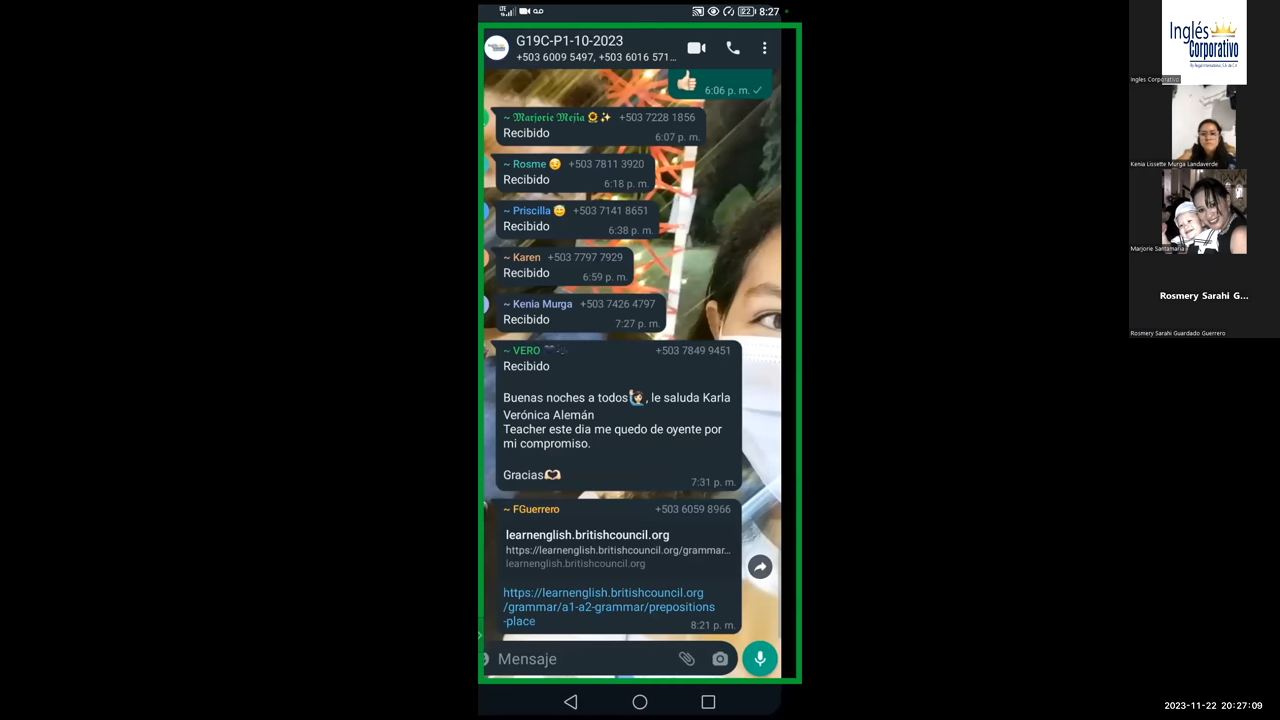 LTE
22
8:27
G19C-P1-10-2023
+503 6009 5497, +503 6016 571...
6:06 p. m.
~ Marjorie Mejia +503 7228 1856
Recibido
6:07 p. m.
~ Rosme +503 7811 3920
Recibido
6:18 p. m.
~ Priscilla +503 7141 8651
Recibido
6:38 p. m.
~ Karen +503 7797 7929
Recibido
6:59 p. m.
~ Kenia Murga +503 7426 4797
Recibido
7:27 p. m.
~ VERO +503 7849 9451
Recibido
Buenas noches a todos, le saluda Karla
Verónica Alemán
Teacher este dia me quedo de oyente por
mi compromiso.
Gracias
7:31 p. m.
~ FGuerrero +503 6059 8966
learnenglish.britishcouncil.org
https://learnenglish.britishcouncil.org/grammar...
learnenglish.britishcouncil.org
https://learnenglish.britishcouncil.org
/grammar/a1-a2-grammar/prepositions
-place
8:21 p. m.
Mensaje
Inglés
Corporativo
Ingles Corporativo
Kenia Lissette Murga Landaverde
Marjorie Santamaria
Rosmery Sarahi G...
Rosmery Sarahi Guardado Guerrero
2023-11-22 20:27:09